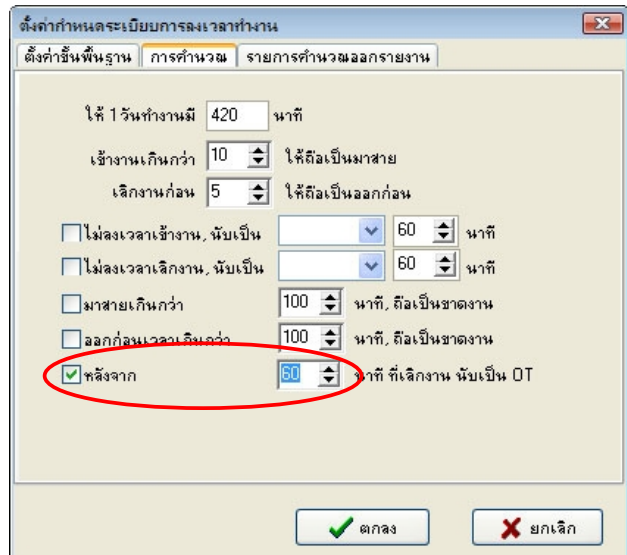 ตั้งค่ากำหนดระเบียบการลงเวลาทำงาน
ตั้งค่าขั้นพื้นฐาน การคำนวณ รายการคำนวณออกรายงาน
ให้ 1 วันทำงานมี 420 นาที
เข้างานเกินกว่า 10 ให้ถือเป็นมาสาย
เลิกงานก่อน 5 ให้ถือเป็นออกก่อน
ไม่ลงเวลาเข้างาน, นับเป็น 60 นาที
ไม่ลงเวลาเลิกงาน, นับเป็น 60 นาที
มาสายเกินกว่า 100 นาที, ถือเป็นขาดงาน
ออกก่อนเวลาเกินกว่า 100 นาที, ถือเป็นขาดงาน
หลังจาก 60 นาที ที่เลิกงาน นับเป็น OT
ตกลง ยกเลิก